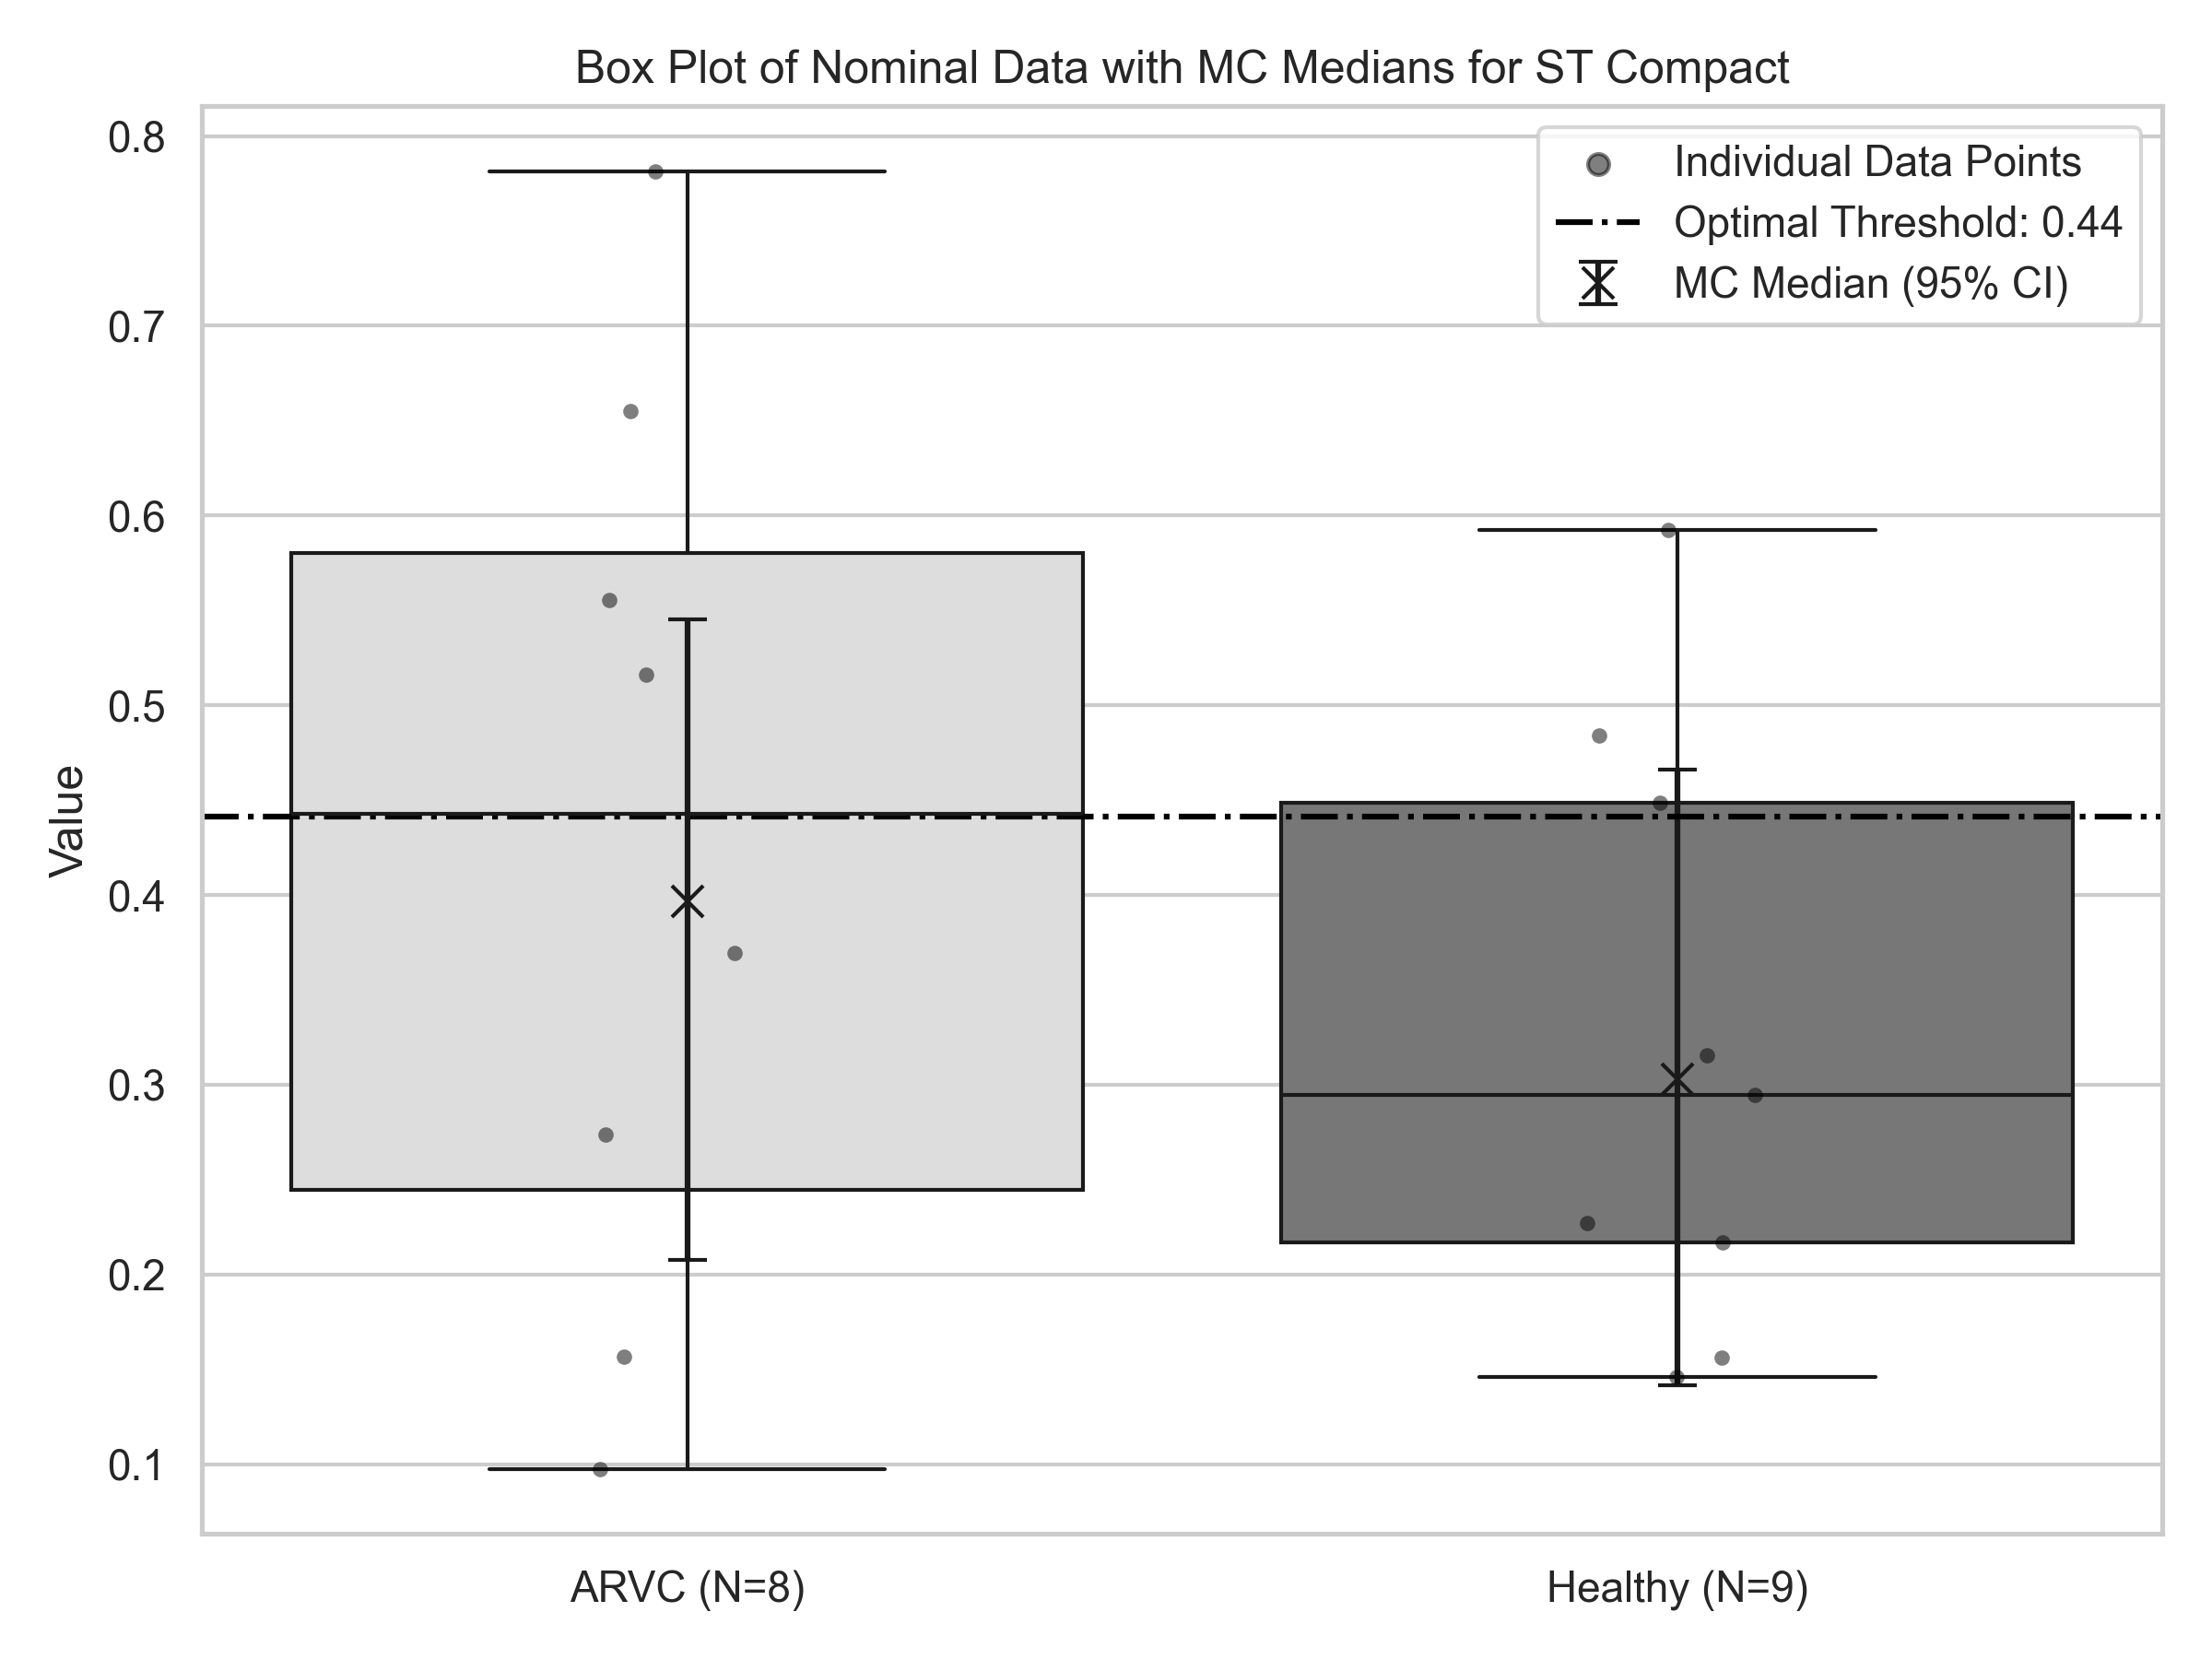 Box Plot of Nominal Data with MC Medians for ST Compact
Individual Data Points
Optimal Threshold: 0.44
MC Median (95% CI)
0.8
0.7
0.6
0.5
0.4
0.3
0.2
0.1
Value
ARVC (N=8)
Healthy (N=9)